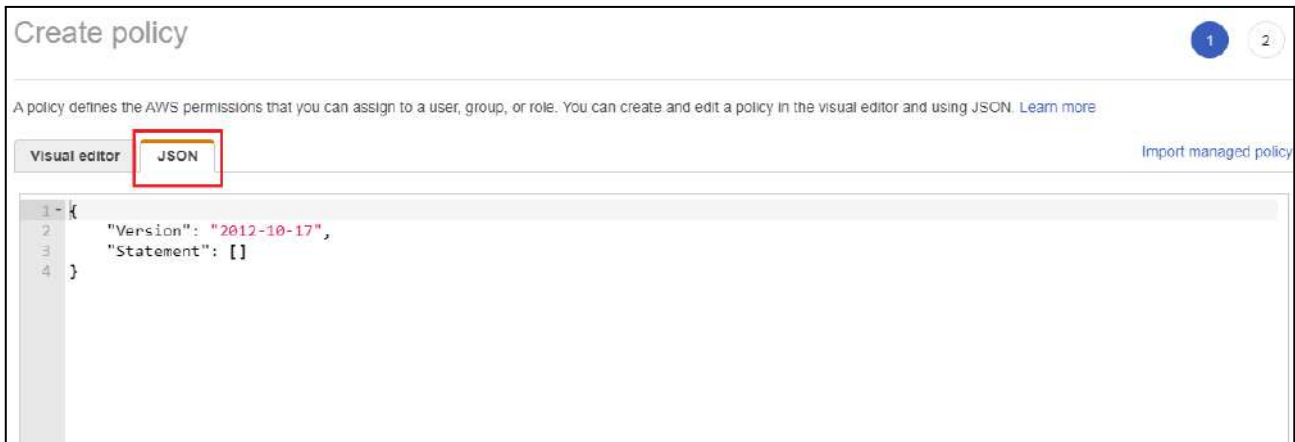 Create policy
1 2
A policy defines the AWS permissions that you can assign to a user, group, or role. You can create and edit a policy in the visual editor and using JSON. Learn more
Visual editor JSON Import managed policy
1 {
2 "Version": "2012-10-17",
3 "Statement": []
4 }